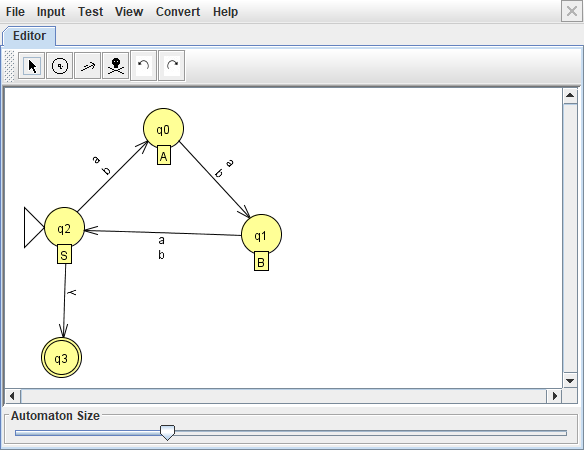 File Input Test View Convert Help
Editor
q0
A
a
b
a
b
q2
S
q1
B
a
b
λ
q3
Automaton Size